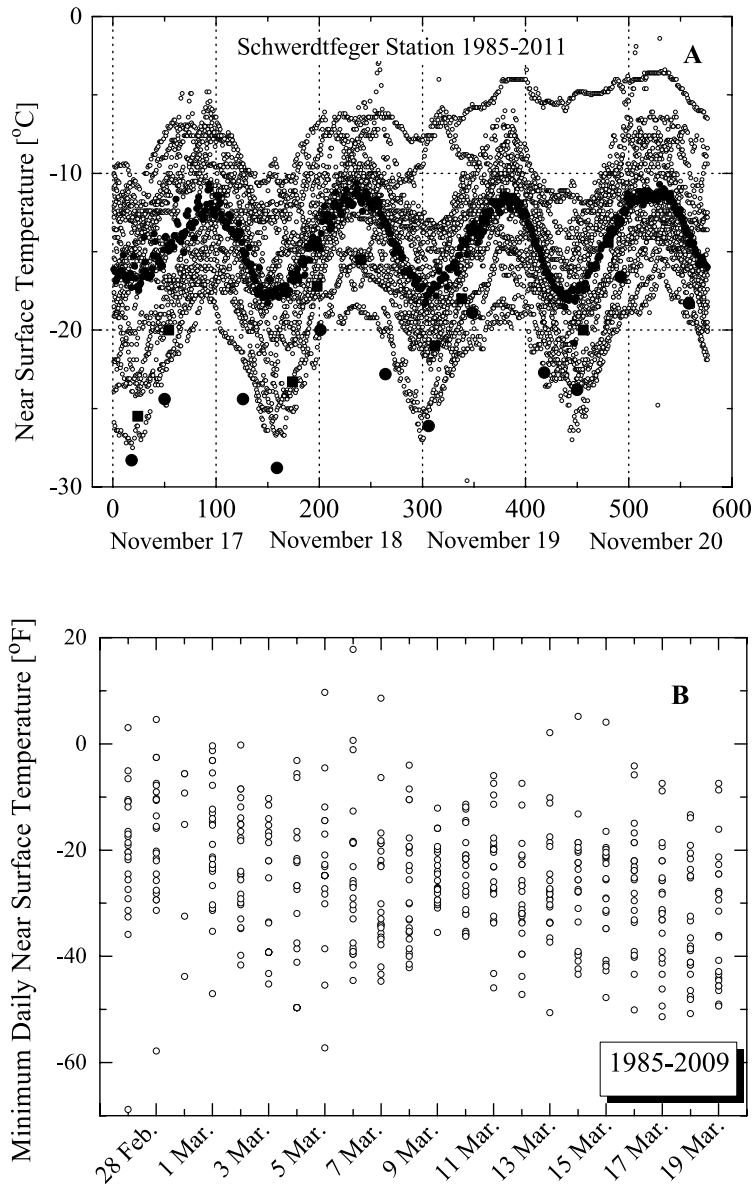 0
Schwerdtfeger Station 1985-2011
A
-10
-20
-30
Near Surface Temperature [°C]
0 100 200 300 400 500 600
November 17 November 18 November 19 November 20
20
B
0
-20
-40
-60
Minimum Daily Near Surface Temperature [°F]
1985-2009
28 Feb. 1 Mar. 3 Mar. 5 Mar. 7 Mar. 9 Mar. 11 Mar. 13 Mar. 15 Mar. 17 Mar. 19 Mar.